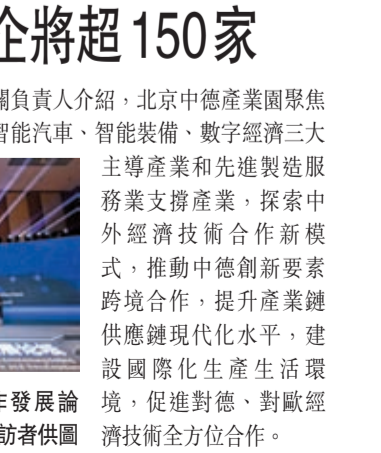 企將超150家
關負責人介紹，北京中德產業園聚焦
智能汽車、智能裝備、數字經濟三大
主導產業和先進製造服
務業支撐產業，探索中
外經濟技術合作新模
式，推動中德創新要素
跨境合作，提升產業鏈
供應鏈現代化水平，建
設國際化生產生活環
境，促進對德、對歐經
濟技術全方位合作。
作發展論
訪者供圖